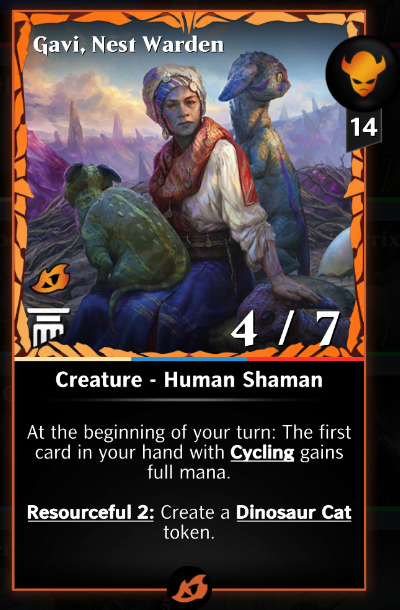 Gavi, Nest Warden
14
4 / 7
Creature - Human Shaman
At the beginning of your turn: The first
card in your hand with Cycling gains
full mana.
Resourceful 2: Create a Dinosaur Cat
token.